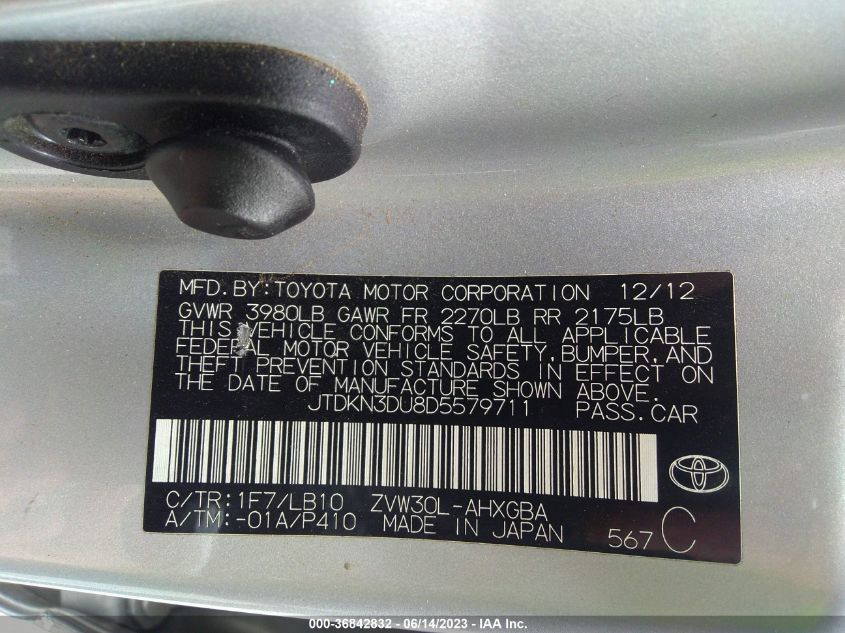 MFD. BY:TOYOTA MOTOR CORPORATION 12/12
GVWR 3980LB GAWR FR 2270LB RR 2175LB
THIS VEHICLE CONFORMS TO ALL APPLICABLE
FEDERAL MOTOR VEHICLE SAFETY, BUMPER, AND
THEFT PREVENTION STANDARDS IN EFFECT ON
THE DATE OF MANUFACTURE SHOWN ABOVE.
JTDKN3DU8D5579711 PASS.CAR
C/TR:1F7/LB10 ZVW30L-AHXGBA
A/TM:-01A/P410 MADE IN JAPAN 567 C
000-36842832 - 06/14/2023 - IAA Inc.